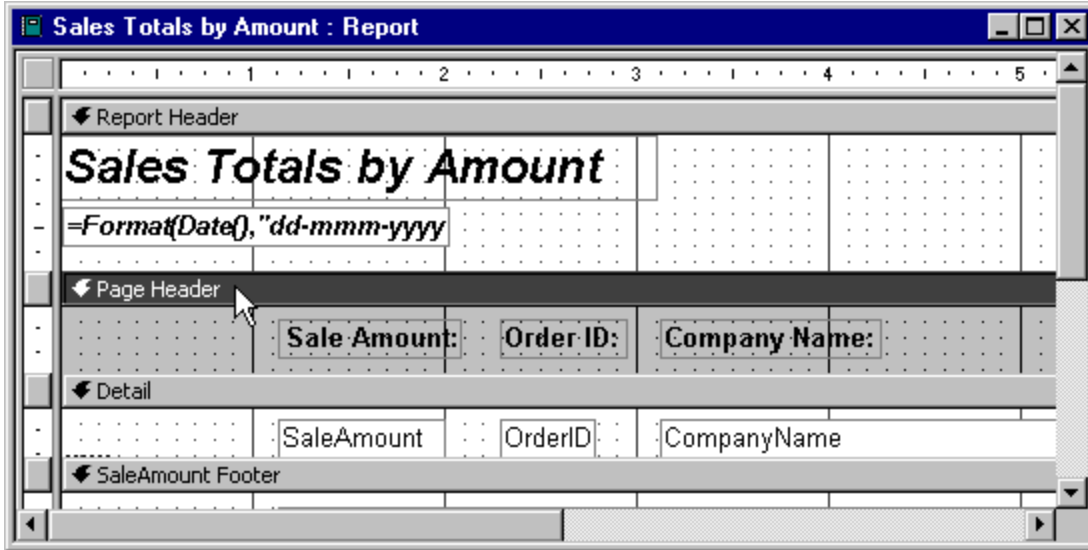 Sales Totals by Amount : Report
1 2 3 4 5
Report Header
Sales Totals by Amount
=Format(Date(),"dd-mmm-yyyy
Page Header
Sale Amount: Order ID: Company Name:
Detail
SaleAmount OrderID CompanyName
SaleAmount Footer